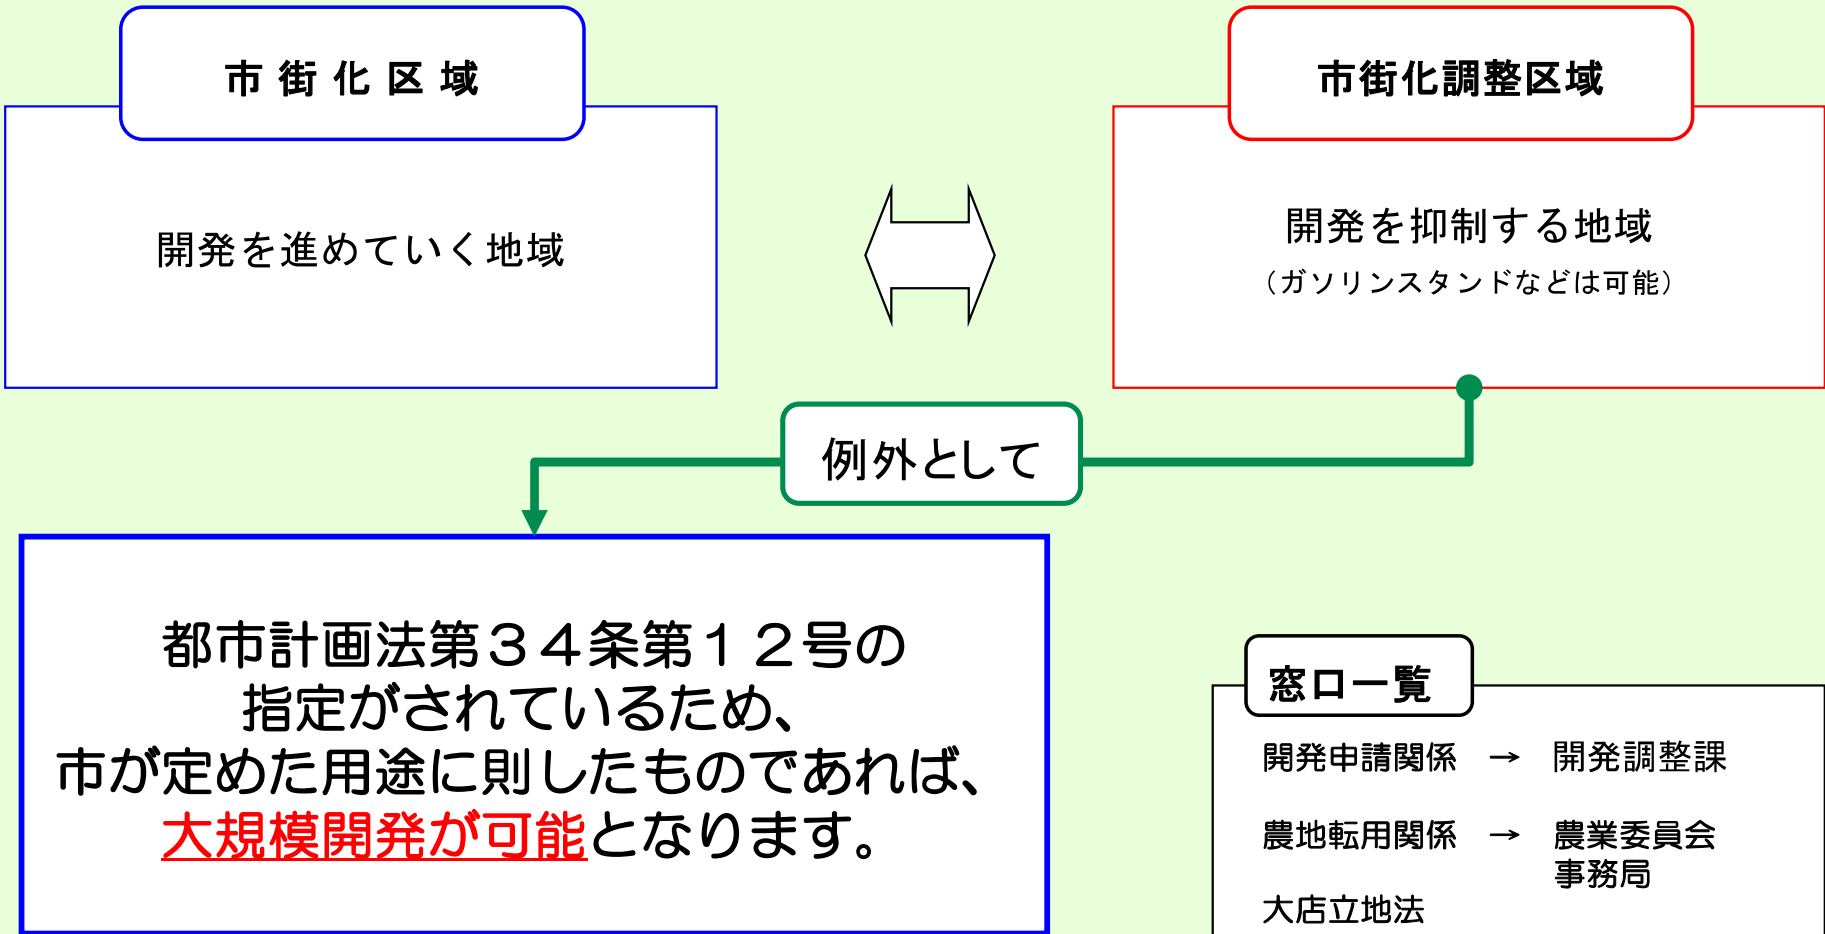 市街化区域
開発を進めていく地域
市街化調整区域
開発を抑制する地域
（ガソリンスタンドなどは可能）
例外として
都市計画法第３４条第１２号の
指定がされているため、
市が定めた用途に則したものであれば、
大規模開発が可能となります。
窓口一覧
開発申請関係　→　開発調整課
農地転用関係　→　農業委員会
事務局
大店立地法